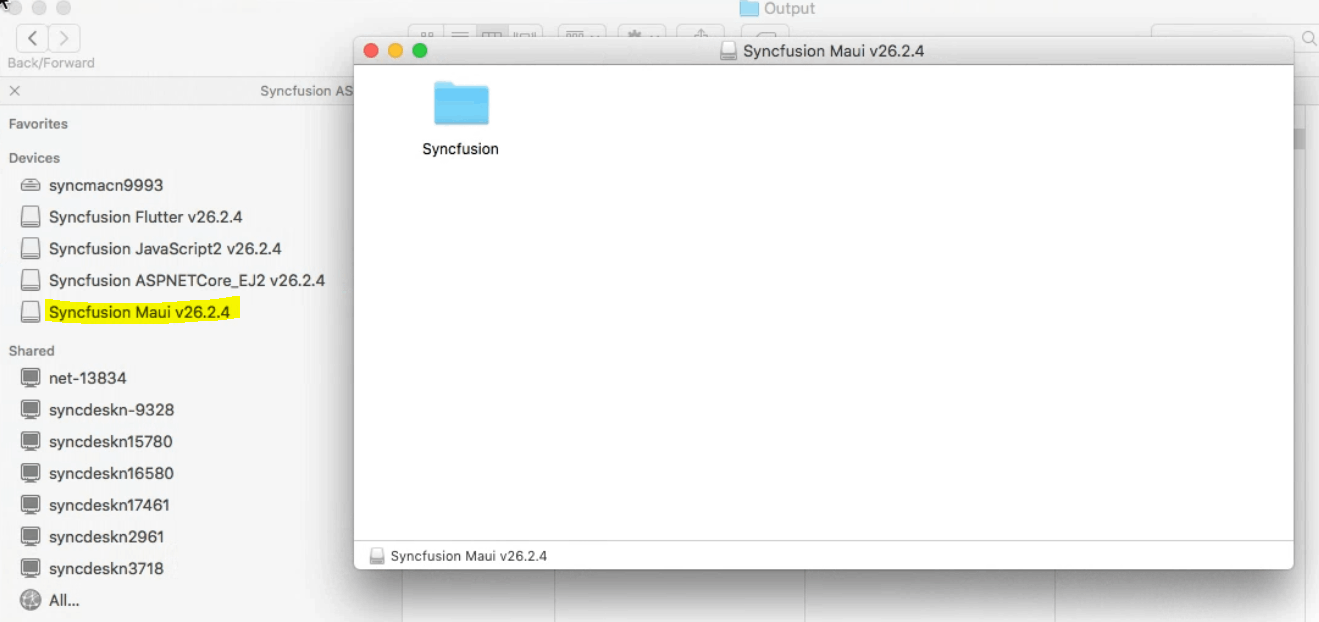 Output
Back/Forward
Syncfusion AS
Favorites
Devices
syncmacn9993
Syncfusion Flutter v26.2.4
Syncfusion JavaScript2 v26.2.4
Syncfusion ASPNETCore_EJ2 v26.2.4
Syncfusion Maui v26.2.4
Shared
net-13834
syncdeskn-9328
syncdeskn15780
syncdeskn16580
syncdeskn17461
syncdeskn2961
syncdeskn3718
All...
Syncfusion Maui v26.2.4
Syncfusion
Syncfusion Maui v26.2.4